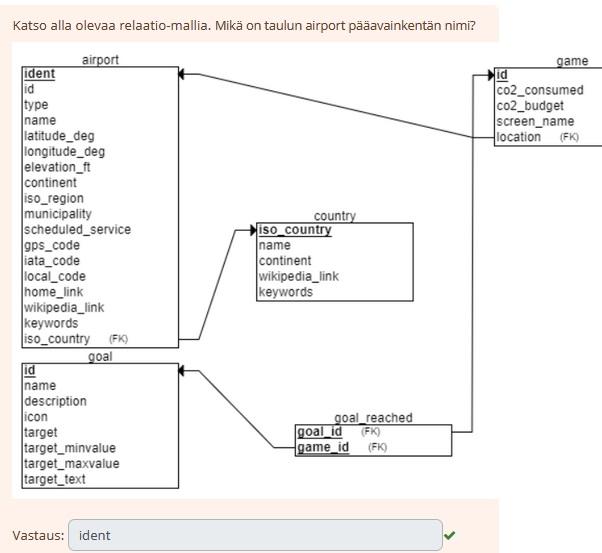 Katso alla olevaa relaatio-mallia. Mikä on taulun airport pääavainkentän nimi?
airport
ident
id
type
name
latitude_deg
longitude_deg
elevation_ft
continent
iso_region
municipality
scheduled_service
gps_code
iata_code
local_code
home_link
wikipedia_link
keywords
iso_country (FK)
game
id
co2_consumed
co2_budget
screen_name
location (FK)
country
iso_country
name
continent
wikipedia_link
keywords
goal
id
name
description
icon
target
target_minvalue
target_maxvalue
target_text
goal_reached
goal_id (FK)
game_id (FK)
Vastaus: ident